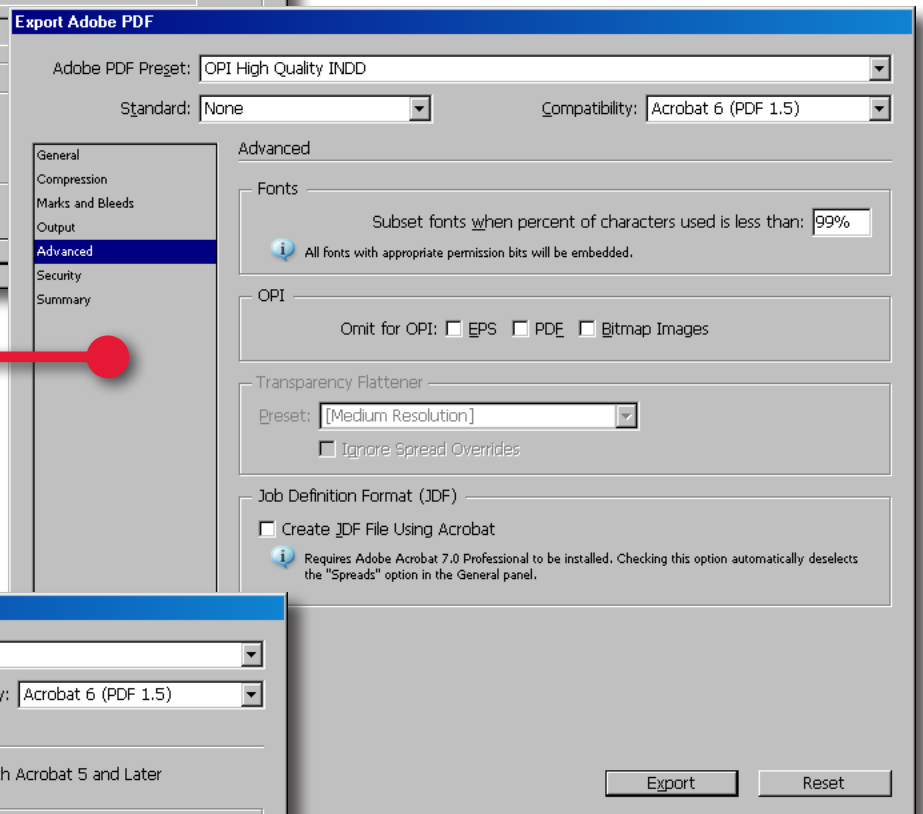 Export Adobe PDF
Adobe PDF Preset: OPI High Quality INDD
Standard: None Compatibility: Acrobat 6 (PDF 1.5)
General
Compression
Marks and Bleeds
Output
Advanced
Security
Summary
Advanced
Fonts
Subset fonts when percent of characters used is less than: 99%
All fonts with appropriate permission bits will be embedded.
OPI
Omit for OPI: EPS PDF Bitmap Images
Transparency Flattener
Preset: [Medium Resolution]
Ignore Spread Overrides
Job Definition Format (JDF)
Create JDF File Using Acrobat
Requires Adobe Acrobat 7.0 Professional to be installed. Checking this option automatically deselects
the "Spreads" option in the General panel.
Export Reset
y: Acrobat 6 (PDF 1.5)
h Acrobat 5 and Later